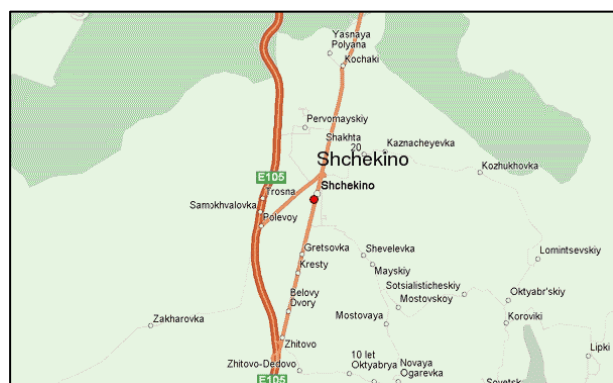 Yasnaya
Polyana
Kochaki
Pervomayskiy
Shakhta
20
Kaznacheyevka
Shchekino
Kozhukhovka
E105
Shchekino
Trosna
Samokhvalovka
Polevoy
Gretsovka
Shevelevka
Kresty
Mayskiy
Lomintsevskiy
Sotsialisticheskiy
Belovy
Dvory
Mostovskoy
Oktyabr'skiy
Zakharovka
Mostovaya
Koroviki
Zhitovo
Lipki
Zhitovo-Dedovo
10 let
Oktyabrya
Novaya
Ogarevka
E105
Sovetsk